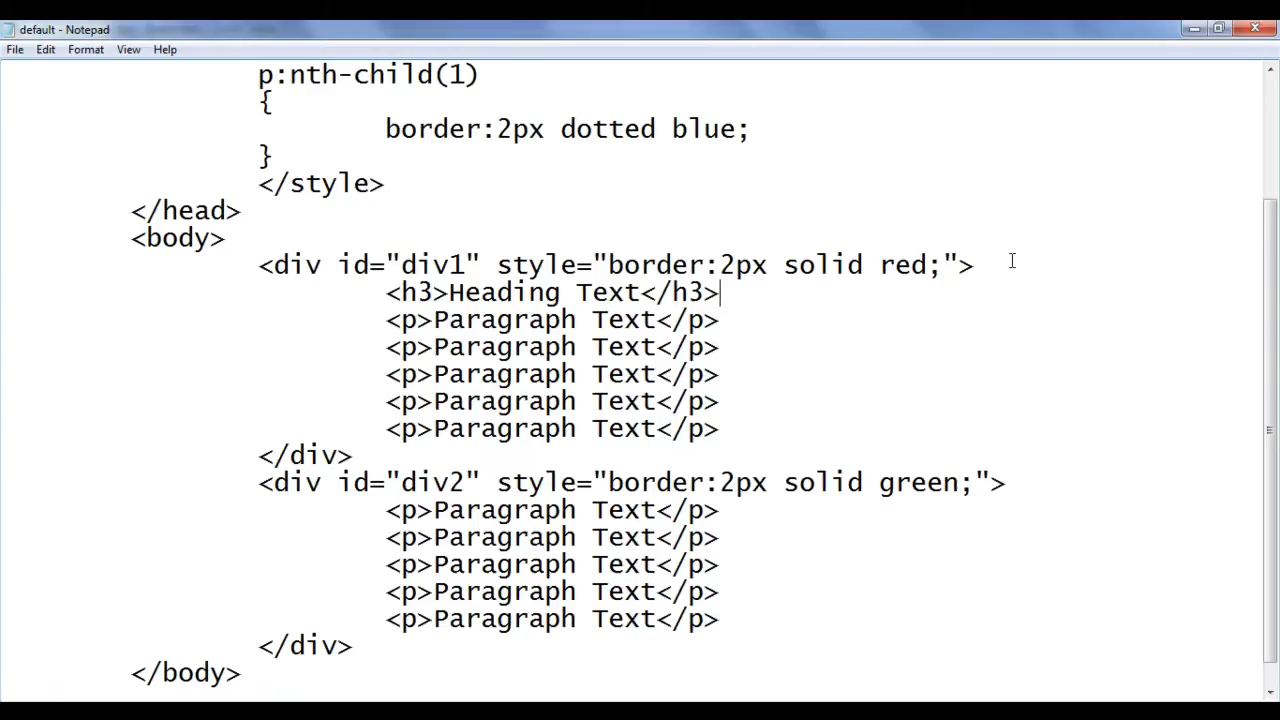 default - Notepad
File Edit Format View Help
p:nth-child(1)
{
border:2px dotted blue;
}
</style>
</head>
<body>
<div id="div1" style="border:2px solid red;">
<h3>Heading Text</h3>
<p>Paragraph Text</p>
<p>Paragraph Text</p>
<p>Paragraph Text</p>
<p>Paragraph Text</p>
<p>Paragraph Text</p>
</div>
<div id="div2" style="border:2px solid green;">
<p>Paragraph Text</p>
<p>Paragraph Text</p>
<p>Paragraph Text</p>
<p>Paragraph Text</p>
<p>Paragraph Text</p>
</div>
</body>